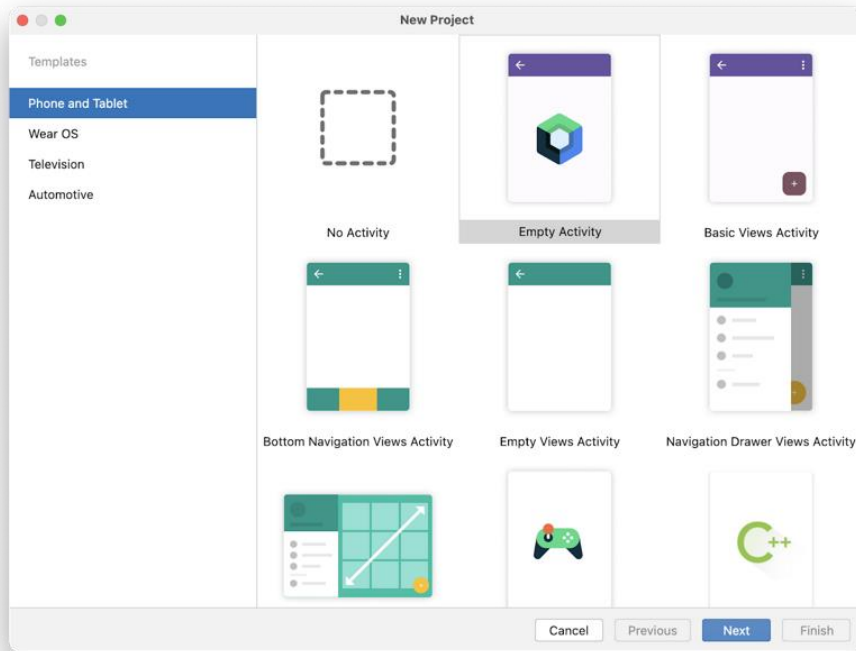 New Project
Templates
Phone and Tablet
Wear OS
Television
Automotive
No Activity
Empty Activity
Basic Views Activity
Bottom Navigation Views Activity
Empty Views Activity
Navigation Drawer Views Activity
C++
Cancel
Previous
Next
Finish